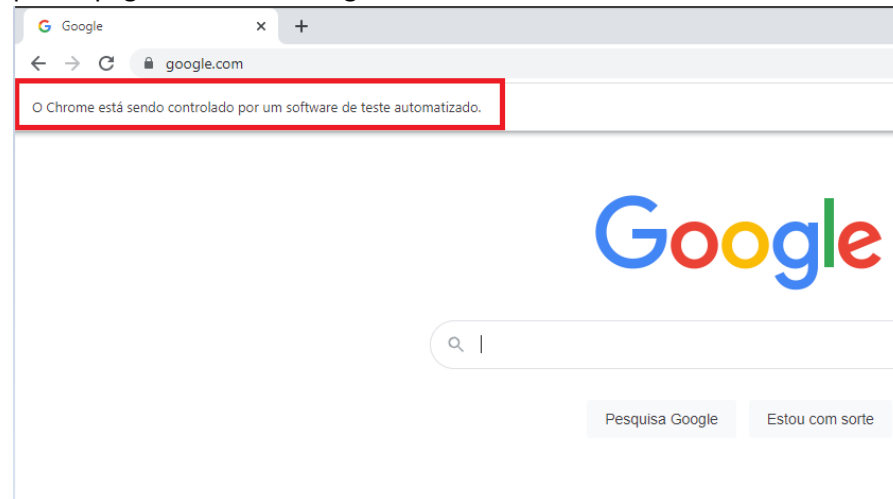 Google
google.com
O Chrome está sendo controlado por um software de teste automatizado.
Google
Pesquisa Google
Estou com sorte